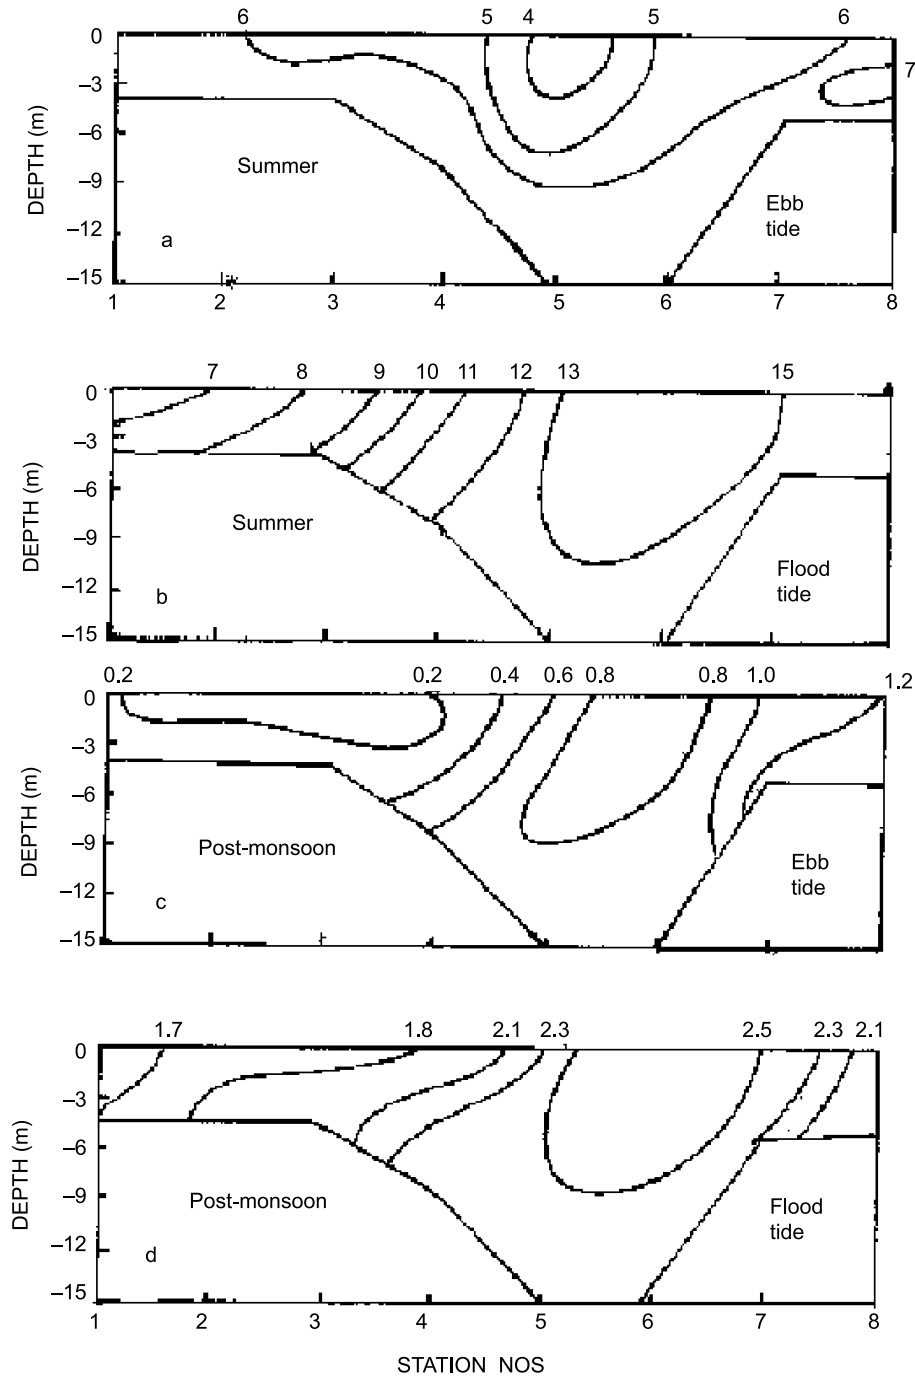 6 5 4 5 6
0
7
–3
–6
–9
–12
–15
DEPTH (m)
Summer
Ebb
tide
a
1 2 3 4 5 6 7 8
7 8 9 10 11 12 13 15
0
–3
–6
–9
–12
–15
DEPTH (m)
Summer
Flood
tide
b
0.2 0.2 0.4 0.6 0.8 0.8 1.0 1.2
0
–3
–6
–9
–12
–15
DEPTH (m)
Post-monsoon
Ebb
tide
c
1.7 1.8 2.1 2.3 2.5 2.3 2.1
0
–3
–6
–9
–12
–15
DEPTH (m)
Post-monsoon
Flood
tide
d
1 2 3 4 5 6 7 8
STATION NOS